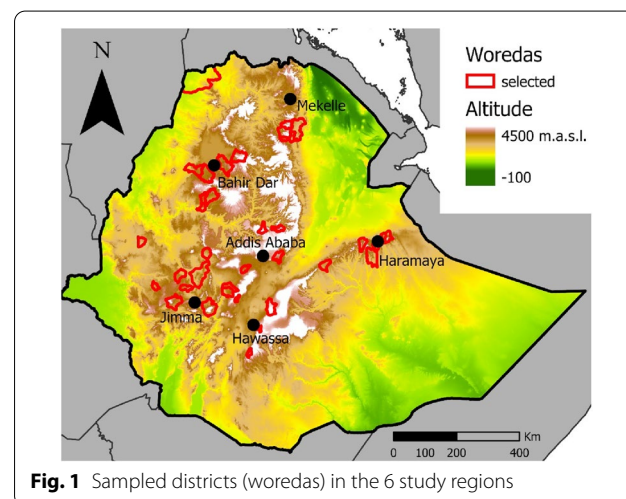 N
Woredas
selected
Altitude
4500 m.a.s.l.
-100
Mekelle
Bahir Dar
Addis Ababa
Haramaya
Jimma
Hawassa
Km
0 100 200 400
Fig. 1 Sampled districts (woredas) in the 6 study regions